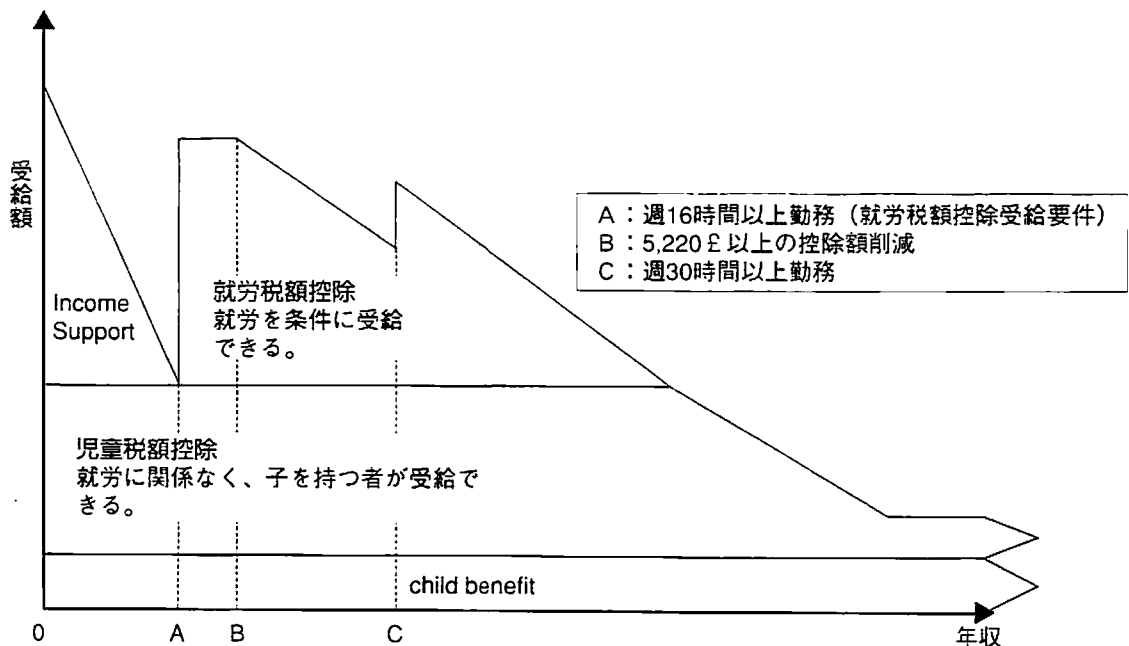 受給額
Income
Support
就労税額控除
就労を条件に受給
できる。
A：週16時間以上勤務（就労税額控除受給要件）
B：5,220￡以上の控除額削減
C：週30時間以上勤務
児童税額控除
就労に関係なく、子を持つ者が受給で
きる。
child benefit
0
A
B
C
年収